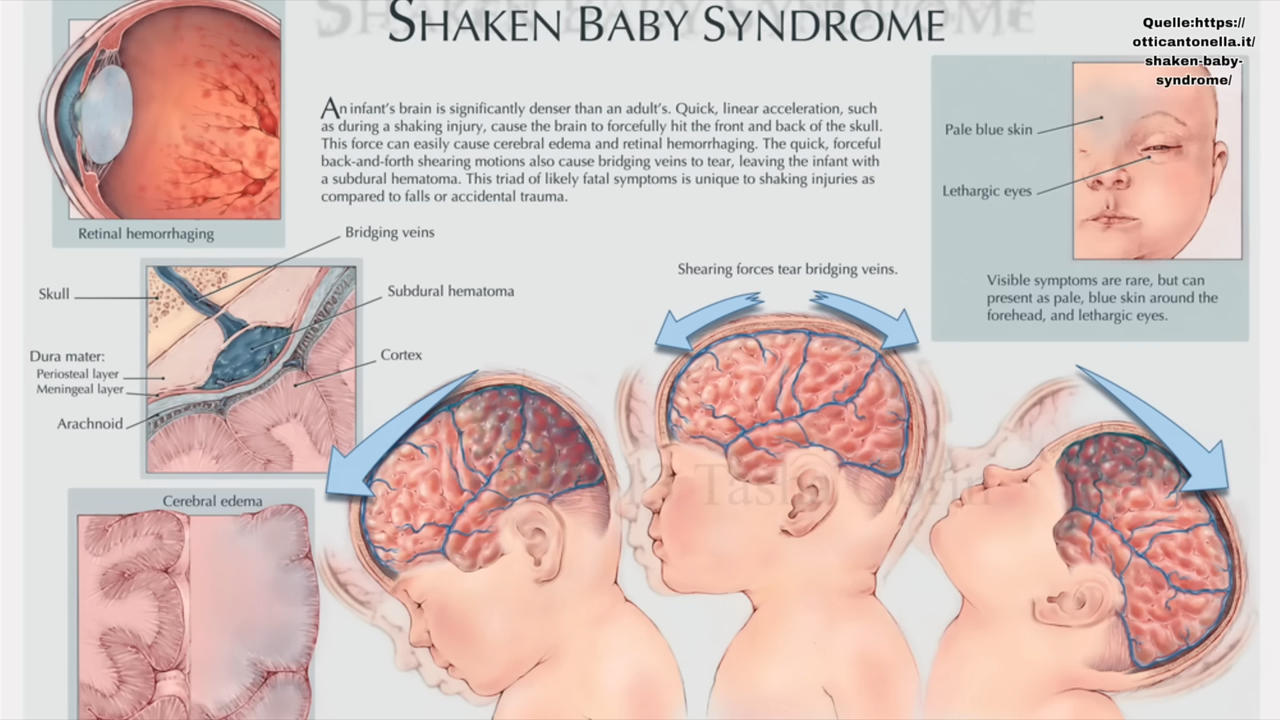 SHAKEN BABY SYNDROME
Quelle:https://
otticantonella.it/
shaken-baby-
syndrome/
An infant's brain is significantly denser than an adult's. Quick, linear acceleration, such
as during a shaking injury, cause the brain to forcefully hit the front and back of the skull.
This force can easily cause cerebral edema and retinal hemorrhaging. The quick, forceful
back-and-forth shearing motions also cause bridging veins to tear, leaving the infant with
a subdural hematoma. This triad of likely fatal symptoms is unique to shaking injuries as
compared to falls or accidental trauma.
Pale blue skin
Lethargic eyes
Visible symptoms are rare, but can
present as pale, blue skin around the
forehead, and lethargic eyes.
Retinal hemorrhaging
Bridging veins
Skull
Subdural hematoma
Dura mater:
Periosteal layer
Meningeal layer
Cortex
Arachnoid
Shearing forces tear bridging veins.
Cerebral edema